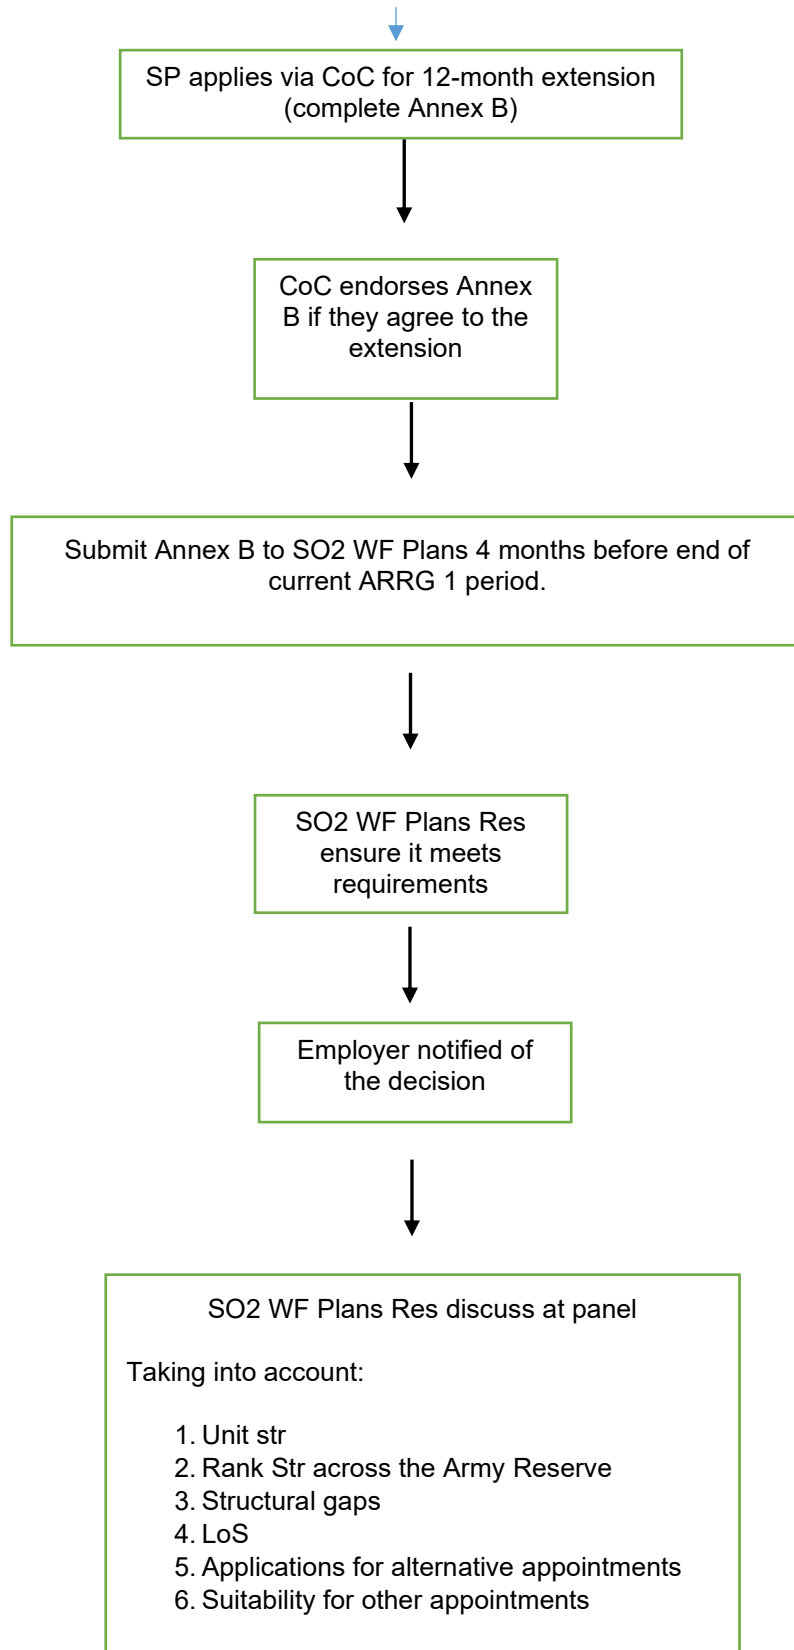 SP applies via CoC for 12-month extension
(complete Annex B)
CoC endorses Annex
B if they agree to the
extension
Submit Annex B to SO2 WF Plans 4 months before end of
current ARRG 1 period.
SO2 WF Plans Res
ensure it meets
requirements
Employer notified of
the decision
SO2 WF Plans Res discuss at panel
Taking into account:
1. Unit str
2. Rank Str across the Army Reserve
3. Structural gaps
4. LoS
5. Applications for alternative appointments
6. Suitability for other appointments